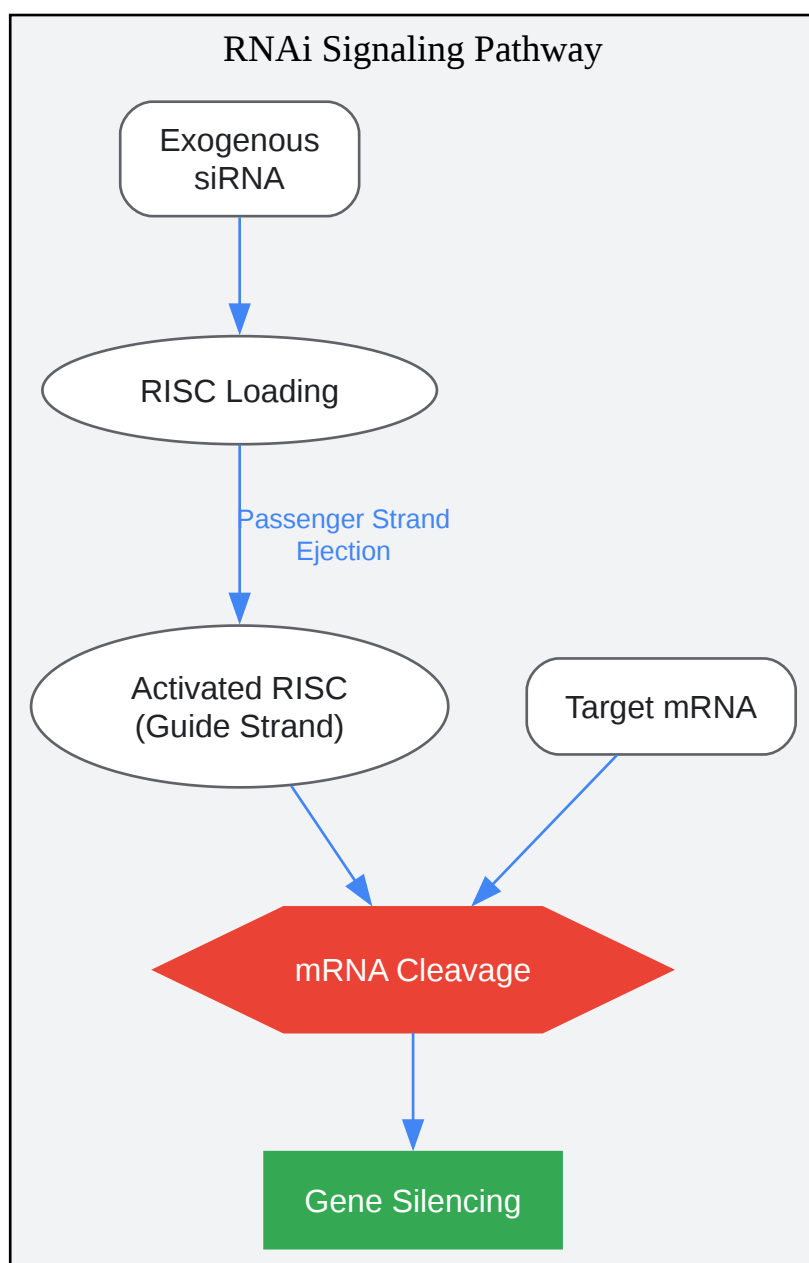 RNAi Signaling Pathway
Exogenous
siRNA
RISC Loading
Passenger Strand
Ejection
Activated RISC
(Guide Strand)
Target mRNA
mRNA Cleavage
Gene Silencing